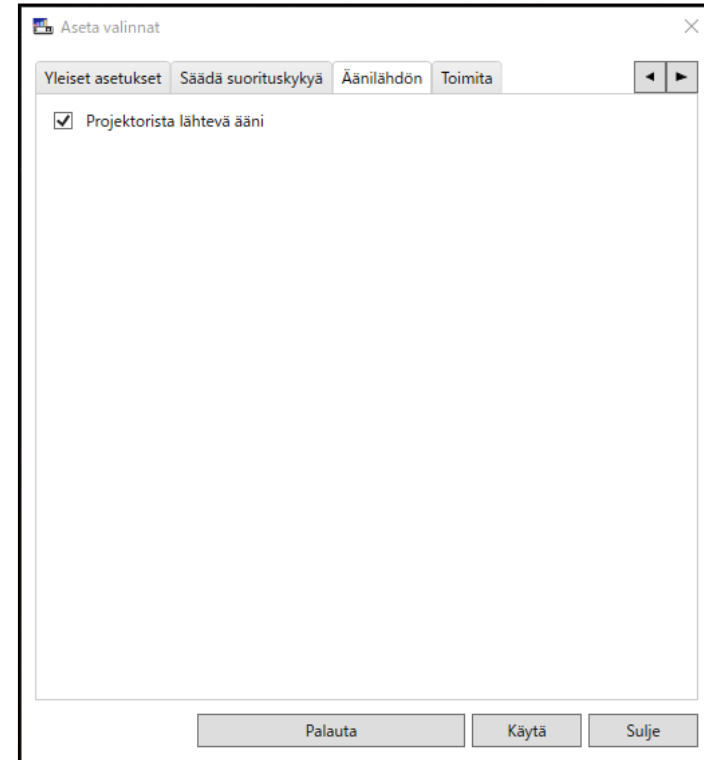 Aseta valinnat
Yleiset asetukset Säädä suorituskykyä Äänilähdön Toimita
Projektorista lähtevä ääni
Palauta Käytä Sulje